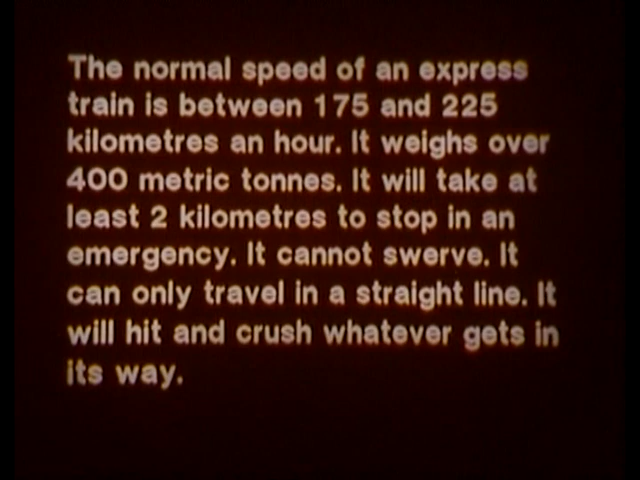 The normal speed of an express
train is between 175 and 225
kilometres an hour. It weighs over
400 metric tonnes. It will take at
least 2 kilometres to stop in an
emergency. It cannot swerve. It
can only travel in a straight line. It
will hit and crush whatever gets in
its way.